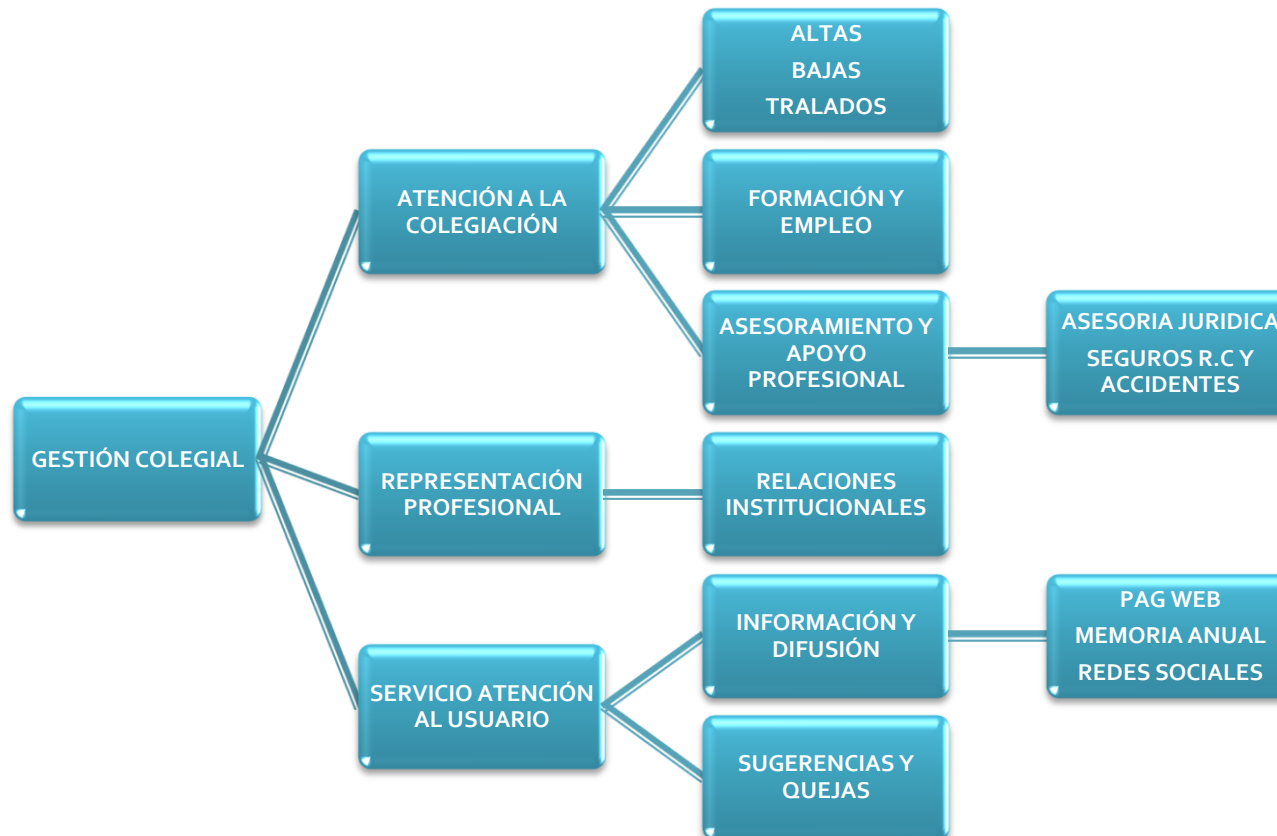 GESTIÓN COLEGIAL
ATENCIÓN A LA
COLEGIACIÓN
ALTAS
BAJAS
TRALADOS
FORMACIÓN Y
EMPLEO
ASESORAMIENTO Y
APOYO
PROFESIONAL
ASESORIA JURIDICA
SEGUROS R.C Y
ACCIDENTES
REPRESENTACIÓN
PROFESIONAL
RELACIONES
INSTITUCIONALES
SERVICIO ATENCIÓN
AL USUARIO
INFORMACIÓN Y
DIFUSIÓN
PAG WEB
MEMORIA ANUAL
REDES SOCIALES
SUGERENCIAS Y
QUEJAS